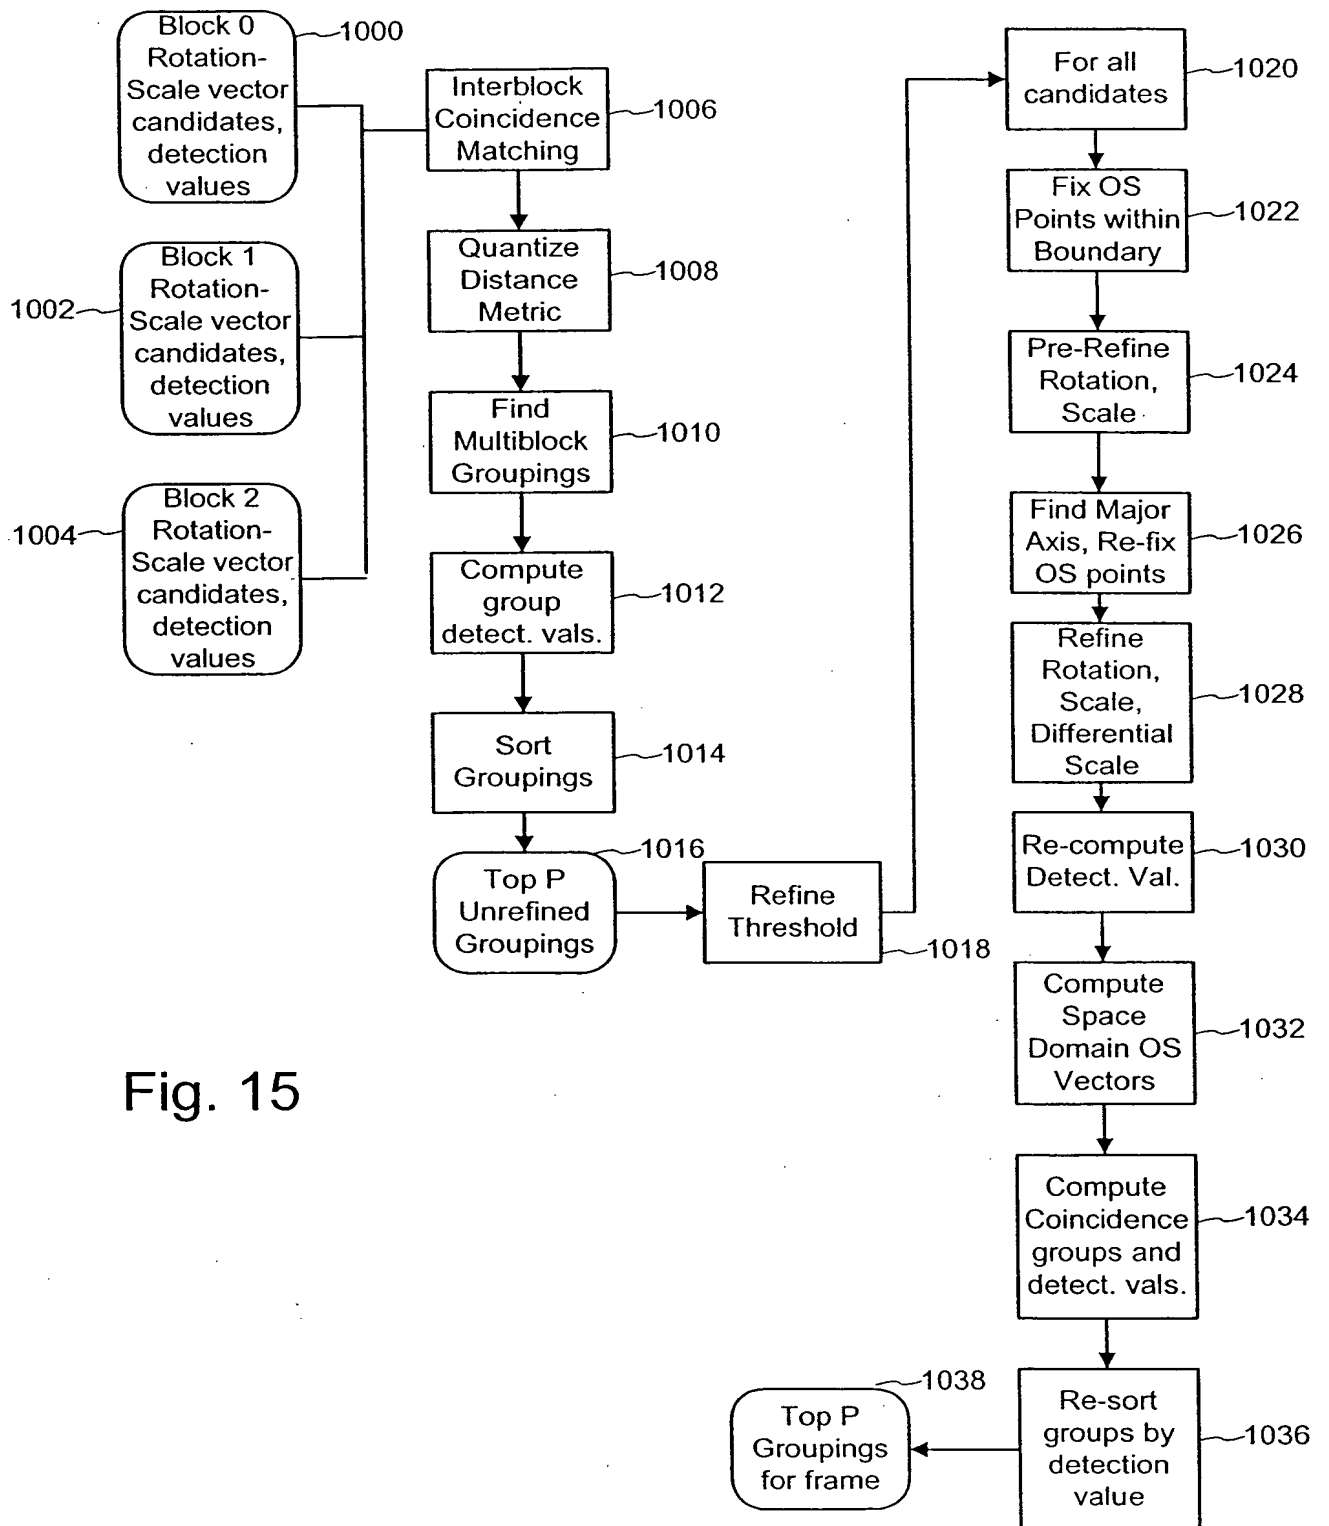 Block 0
Rotation-
Scale vector
candidates,
detection
values
1000
Block 1
Rotation-
Scale vector
candidates,
detection
values
1002
Block 2
Rotation-
Scale vector
candidates,
detection
values
1004
Interblock
Coincidence
Matching
1006
Quantize
Distance
Metric
1008
Find
Multiblock
Groupings
1010
Compute
group
detect. vals.
1012
Sort
Groupings
1014
Top P
Unrefined
Groupings
1016
Refine
Threshold
1018
For all
candidates
1020
Fix OS
Points within
Boundary
1022
Pre-Refine
Rotation,
Scale
1024
Find Major
Axis, Re-fix
OS points
1026
Refine
Rotation,
Scale,
Differential
Scale
1028
Re-compute
Detect. Val.
1030
Compute
Space
Domain OS
Vectors
1032
Compute
Coincidence
groups and
detect. vals.
1034
Re-sort
groups by
detection
value
1036
Top P
Groupings
for frame
1038
Fig. 15